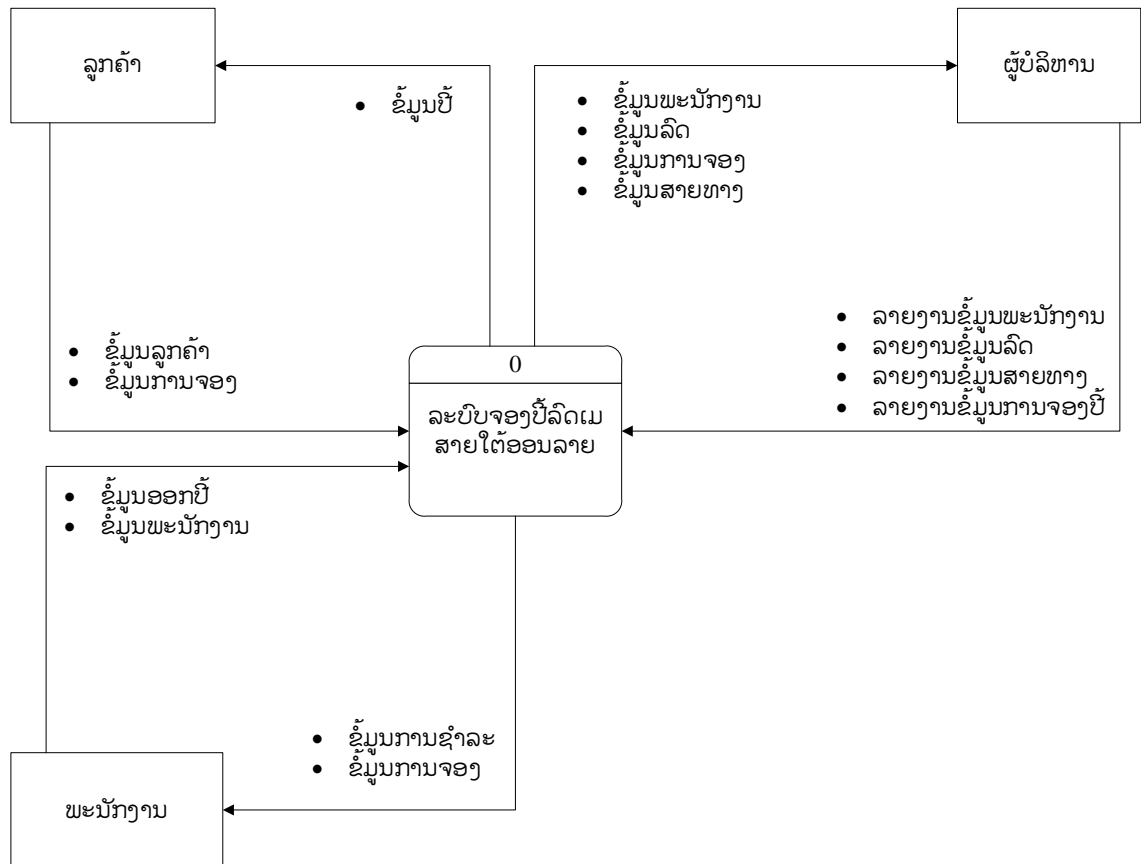 ລູກຄ້າ
ຜູ້ບໍລິຫານ
• ຂໍ້ມູນປີ້
• ຂໍ້ມູນພະນັກງານ
• ຂໍ້ມູນລົດ
• ຂໍ້ມູນການຈອງ
• ຂໍ້ມູນສາຍທາງ
• ຂໍ້ມູນລູກຄ້າ
• ຂໍ້ມູນການຈອງ
0
ລະບົບຈອງປີ້ລົດເມ
ສາຍໃຕ້ອອນລາຍ
• ລາຍງານຂໍ້ມູນພະນັກງານ
• ລາຍງານຂໍ້ມູນລົດ
• ລາຍງານຂໍ້ມູນສາຍທາງ
• ລາຍງານຂໍ້ມູນການຈອງປີ້
• ຂໍ້ມູນອອກປີ້
• ຂໍ້ມູນພະນັກງານ
• ຂໍ້ມູນການຊຳລະ
• ຂໍ້ມູນການຈອງ
ພະນັກງານ